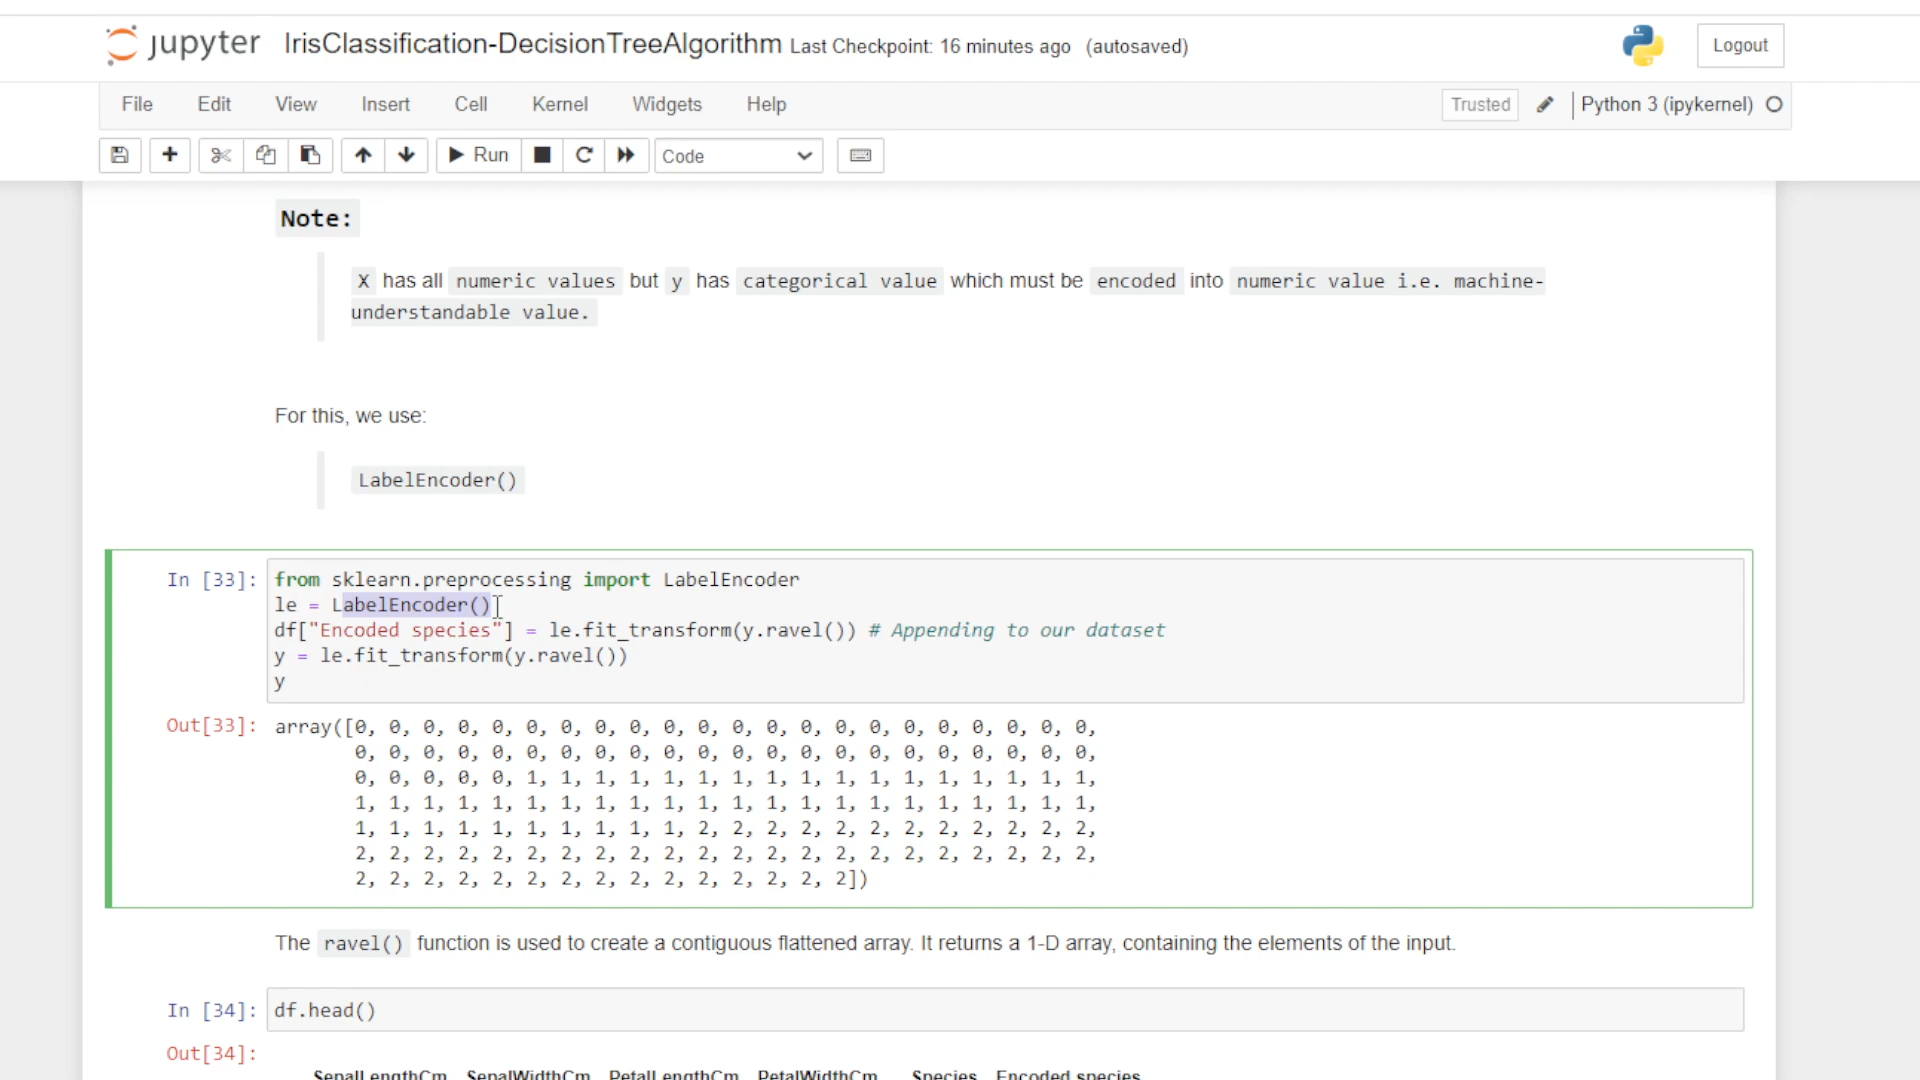 jupyter IrisClassification-DecisionTreeAlgorithm Last Checkpoint: 16 minutes ago (autosaved) Logout
File Edit View Insert Cell Kernel Widgets Help Trusted Python 3 (ipykernel)
Run Code
Note:
X has all numeric values but y has categorical value which must be encoded into numeric value i.e. machine-
understandable value.
For this, we use:
LabelEncoder()
In [33]: from sklearn.preprocessing import LabelEncoder
le = LabelEncoder()
df["Encoded species"] = le.fit_transform(y.ravel()) # Appending to our dataset
y = le.fit_transform(y.ravel())
y
Out[33]: array([0, 0, 0, 0, 0, 0, 0, 0, 0, 0, 0, 0, 0, 0, 0, 0, 0, 0, 0, 0, 0, 0,
0, 0, 0, 0, 0, 0, 0, 0, 0, 0, 0, 0, 0, 0, 0, 0, 0, 0, 0, 0, 0, 0,
0, 0, 0, 0, 0, 1, 1, 1, 1, 1, 1, 1, 1, 1, 1, 1, 1, 1, 1, 1, 1, 1,
1, 1, 1, 1, 1, 1, 1, 1, 1, 1, 1, 1, 1, 1, 1, 1, 1, 1, 1, 1, 1, 1,
1, 1, 1, 1, 1, 1, 1, 1, 1, 1, 2, 2, 2, 2, 2, 2, 2, 2, 2, 2, 2, 2,
2, 2, 2, 2, 2, 2, 2, 2, 2, 2, 2, 2, 2, 2, 2, 2, 2, 2, 2, 2, 2, 2,
2, 2, 2, 2, 2, 2, 2, 2, 2, 2, 2, 2, 2, 2, 2])
The ravel() function is used to create a contiguous flattened array. It returns a 1-D array, containing the elements of the input.
In [34]: df.head()
Out[34]:
SepalLengthCm SepalWidthCm PetalLengthCm PetalWidthCm Species Encoded species